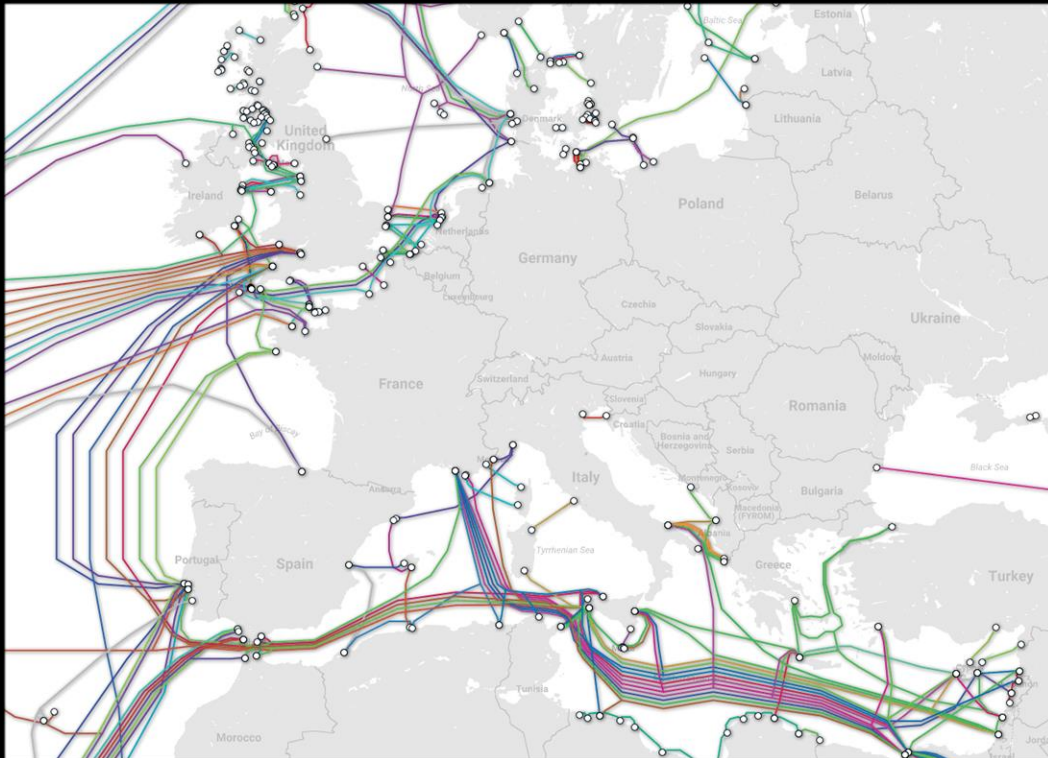 Baltic Sea
Estonia
Latvia
Lithuania
Denmark
United
Kingdom
Ireland
Belarus
Poland
Netherlands
Germany
Belgium
Luxembourg
Czechia
Ukraine
Slovakia
Austria
Moldova
Hungary
Switzerland
France
Slovenia
Romania
Croatia
Bay of Biscay
Bosnia and
Herzegovina
Serbia
Italy
Black Sea
Montenegro
Kosovo
Andorra
Bulgaria
Macedonia
(FYROM)
Albania
Tyrrhenian Sea
Portugal
Spain
Greece
Turkey
Tunisia
Morocco
Israel